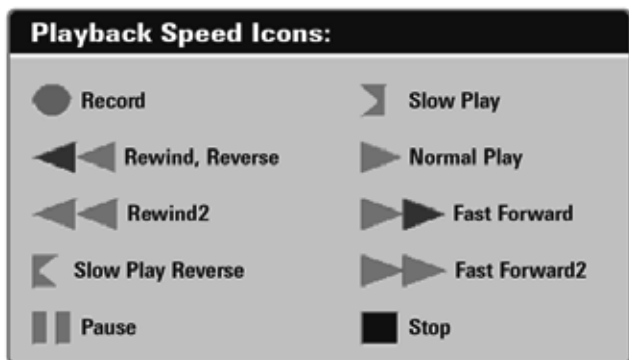 Playback Speed Icons:
Record
Slow Play
Rewind, Reverse
Normal Play
Rewind2
Fast Forward
Slow Play Reverse
Fast Forward2
Pause
Stop